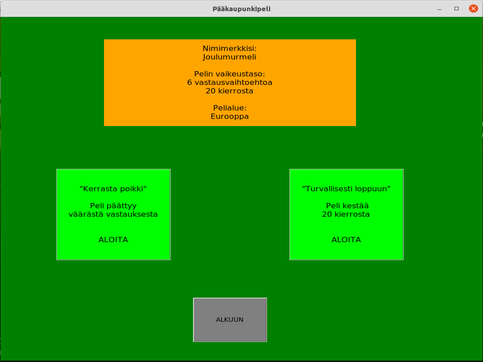 Pääkaupunkipeli
Nimimerkkisi:
Joulumurmeli
Pelin vaikeustaso:
6 vastausvaihtoehtoa
20 kierrosta
Pelialue:
Eurooppa
"Kerrasta poikki"
Peli päättyy
väärästä vastauksesta
ALOITA
"Turvallisesti loppuun"
Peli kestää
20 kierrosta
ALOITA
ALKUUN